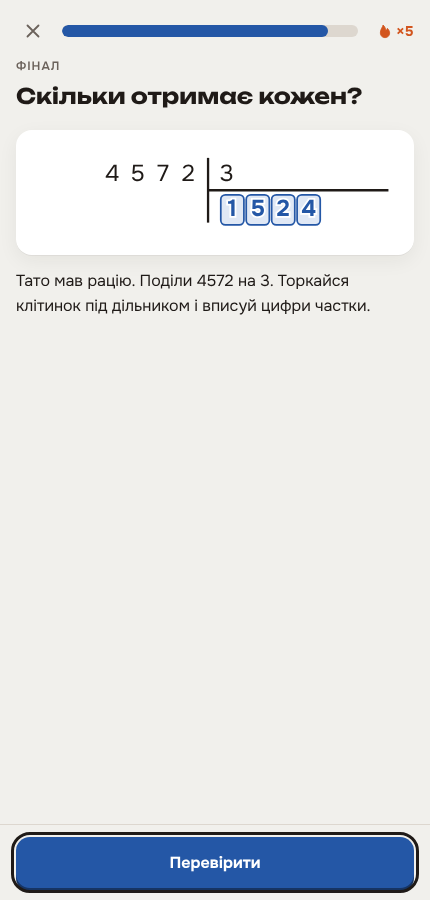 ×5
ФІНАЛ
Скільки отримає кожен?
4 5 7 2 3
1 5 2 4
Тато мав рацію. Поділи 4572 на 3. Торкайся
клітинок під дільником і вписуй цифри частки.
Перевірити